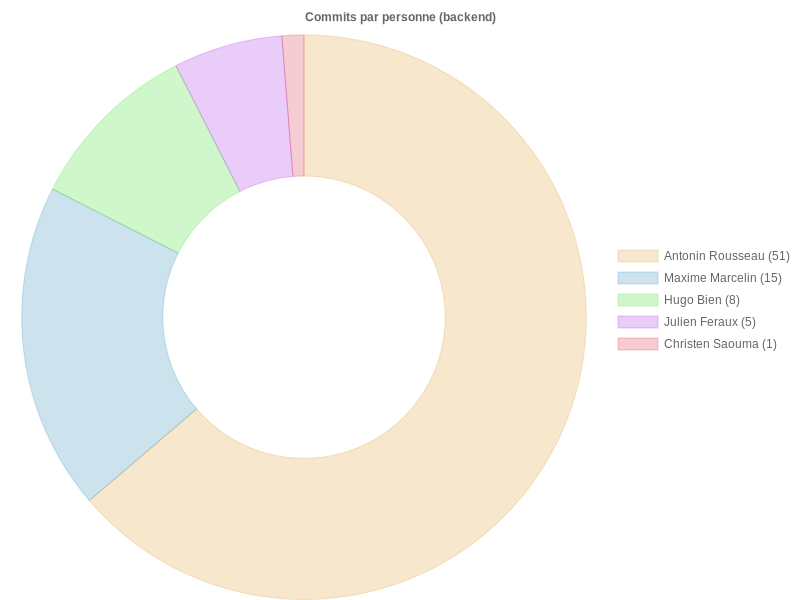 Commits par personne (backend)
Antonin Rousseau (51)
Maxime Marcelin (15)
Hugo Bien (8)
Julien Feraux (5)
Christen Saouma (1)